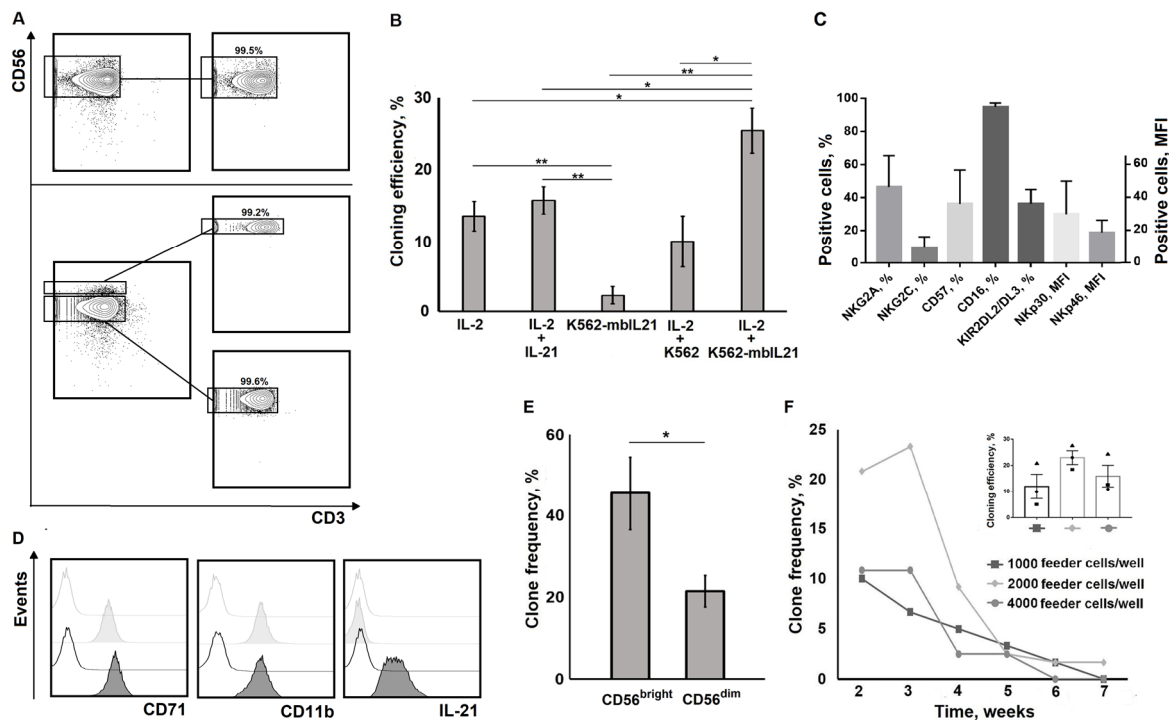 A
CD56
99.5%
99.2%
99.6%
CD3
B
Cloning efficiency, %
30
20
10
0
*
**
*
*
**
**
IL-2
IL-2 + IL-21
K562-mbIL21
IL-2 + K562
IL-2 + K562-mbIL21
C
Positive cells, %
100
80
60
40
20
0
Positive cells, MFI
60
40
20
0
NKG2A, %
NKG2C, %
CD57, %
CD16, %
KIR2DL2/DL3, %
NKp30, MFI
NKp46, MFI
D
Events
CD71
CD11b
IL-21
E
Clone frequency, %
60
40
20
0
*
CD56bright
CD56dim
F
Clone frequency, %
25
20
15
10
5
0
2 3 4 5 6 7
Time, weeks
Cloning efficiency, %
30
20
10
0
1000 feeder cells/well
2000 feeder cells/well
4000 feeder cells/well